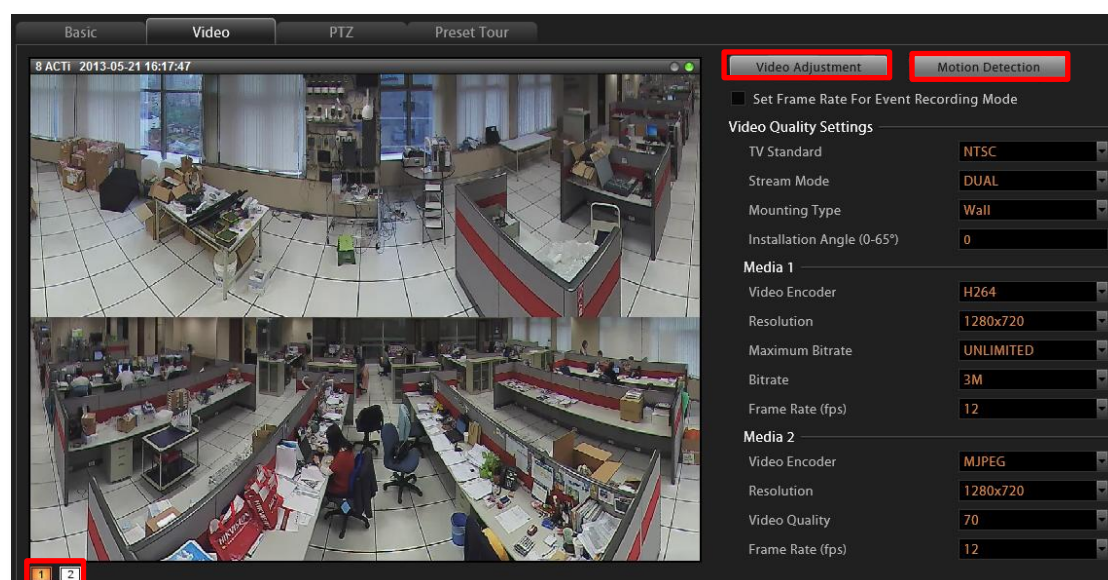 Basic Video PTZ Preset Tour
8 ACTi 2013-05-21 16:17:47
Video Adjustment Motion Detection
Set Frame Rate For Event Recording Mode
Video Quality Settings
TV Standard NTSC
Stream Mode DUAL
Mounting Type Wall
Installation Angle (0-65°) 0
Media 1
Video Encoder H264
Resolution 1280x720
Maximum Bitrate UNLIMITED
Bitrate 3M
Frame Rate (fps) 12
Media 2
Video Encoder MJPEG
Resolution 1280x720
Video Quality 70
Frame Rate (fps) 12
HIKVISION
1 2